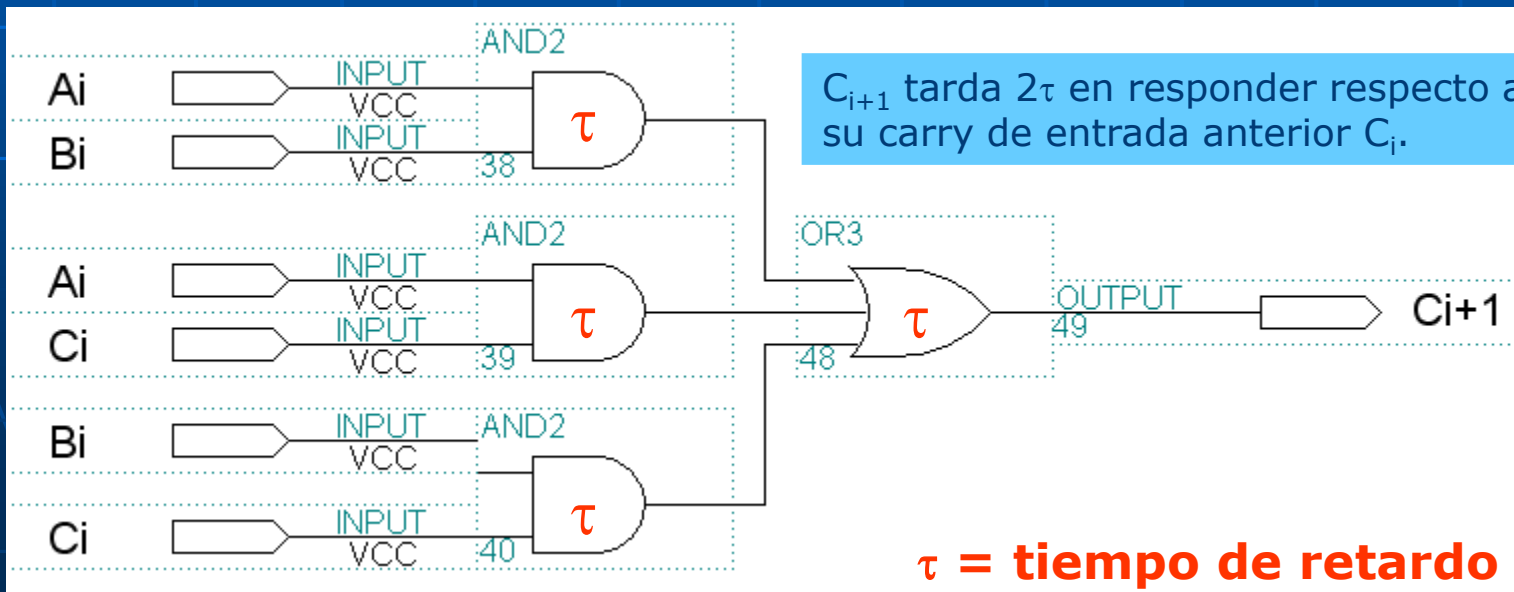 AND2
Ai INPUT
VCC
Bi INPUT
VCC 38
τ
C_{i+1} tarda 2τ en responder respecto a
su carry de entrada anterior C_i.
AND2
Ai INPUT
VCC
Ci INPUT
VCC 39
τ
OR3
48
τ
OUTPUT
49
Ci+1
AND2
Bi INPUT
VCC
Ci INPUT
VCC 40
τ
τ = tiempo de retardo